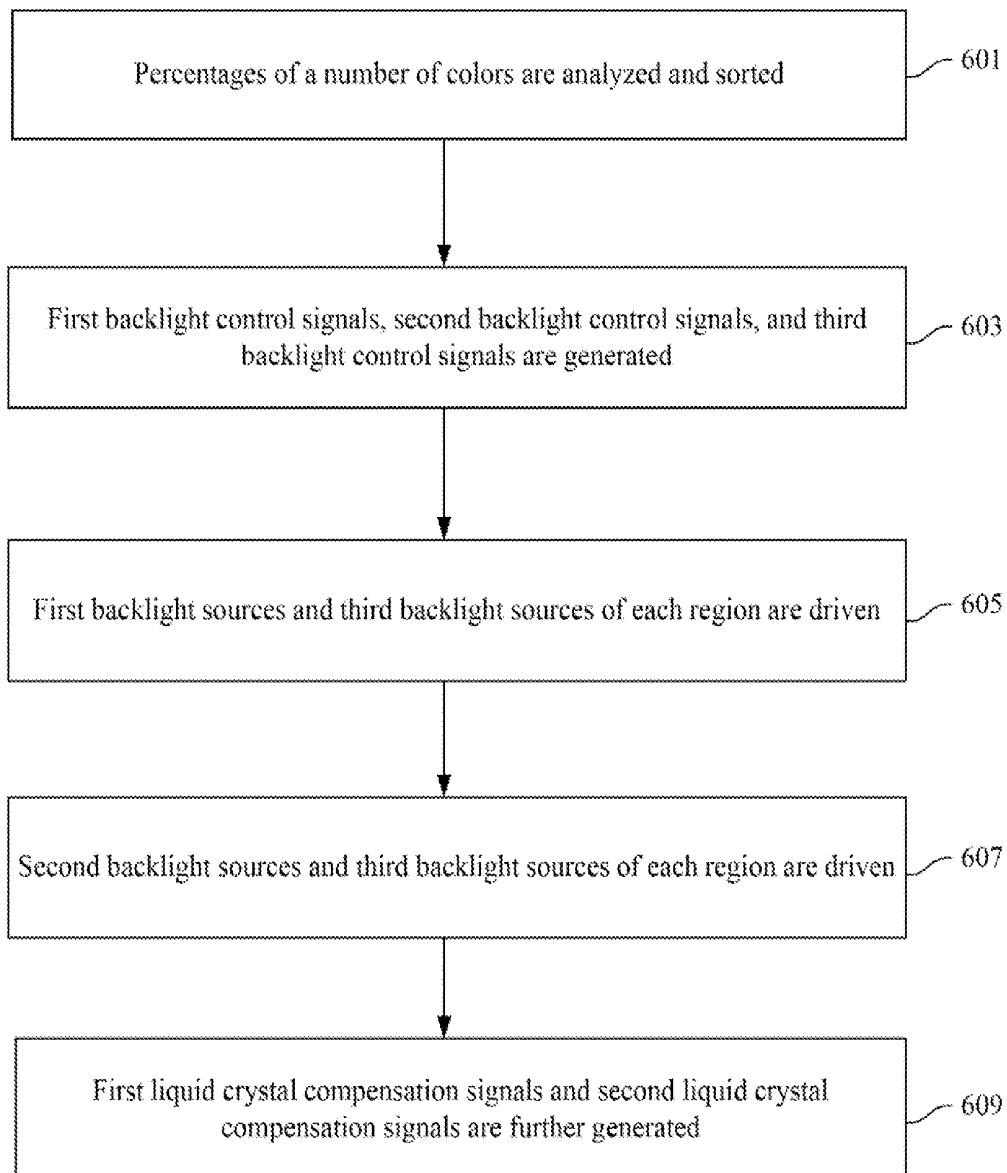 Percentages of a number of colors are analyzed and sorted
601
First backlight control signals, second backlight control signals, and third
backlight control signals are generated
603
First backlight sources and third backlight sources of each region are driven
605
Second backlight sources and third backlight sources of each region are driven
607
First liquid crystal compensation signals and second liquid crystal
compensation signals are further generated
609